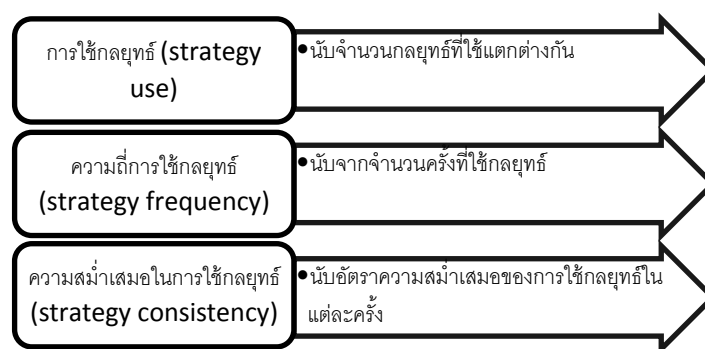 การใช้กลยุทธ์ (strategy
use)
•นับจำนวนกลยุทธ์ที่ใช้แตกต่างกัน
ความถี่การใช้กลยุทธ์
(strategy frequency)
•นับจากจำนวนครั้งที่ใช้กลยุทธ์
ความสม่ำเสมอในการใช้กลยุทธ์
(strategy consistency)
•นับอัตราความสม่ำเสมอของการใช้กลยุทธ์ใน
แต่ละครั้ง